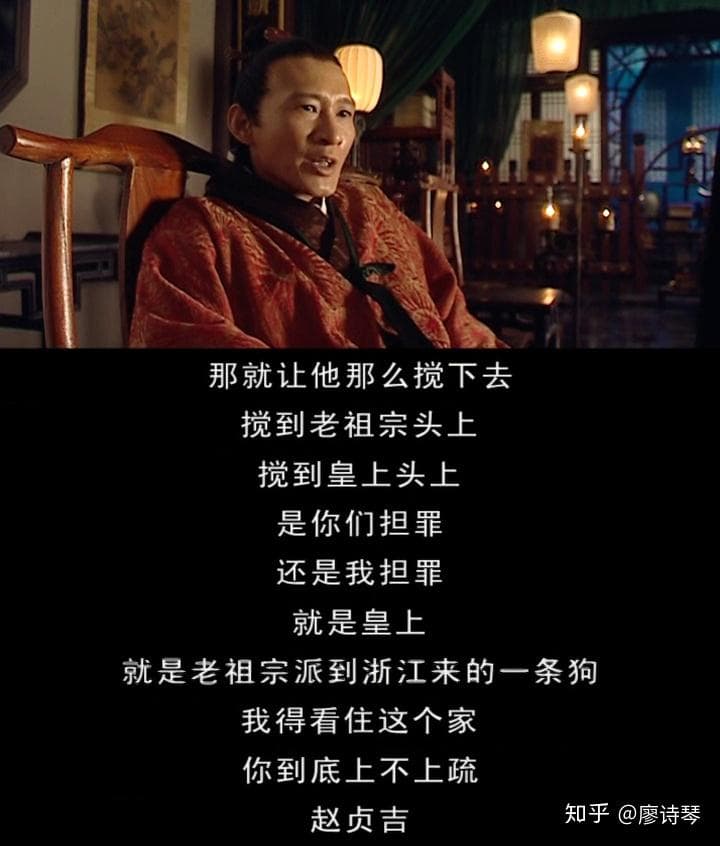 那就让他那么搅下去
搅到老祖宗头上
搅到皇上头上
是你们担罪
还是我担罪
就是皇上
就是老祖宗派到浙江来的一条狗
我得看住这个家
你到底上不上疏
赵贞吉
知乎 @廖诗琴